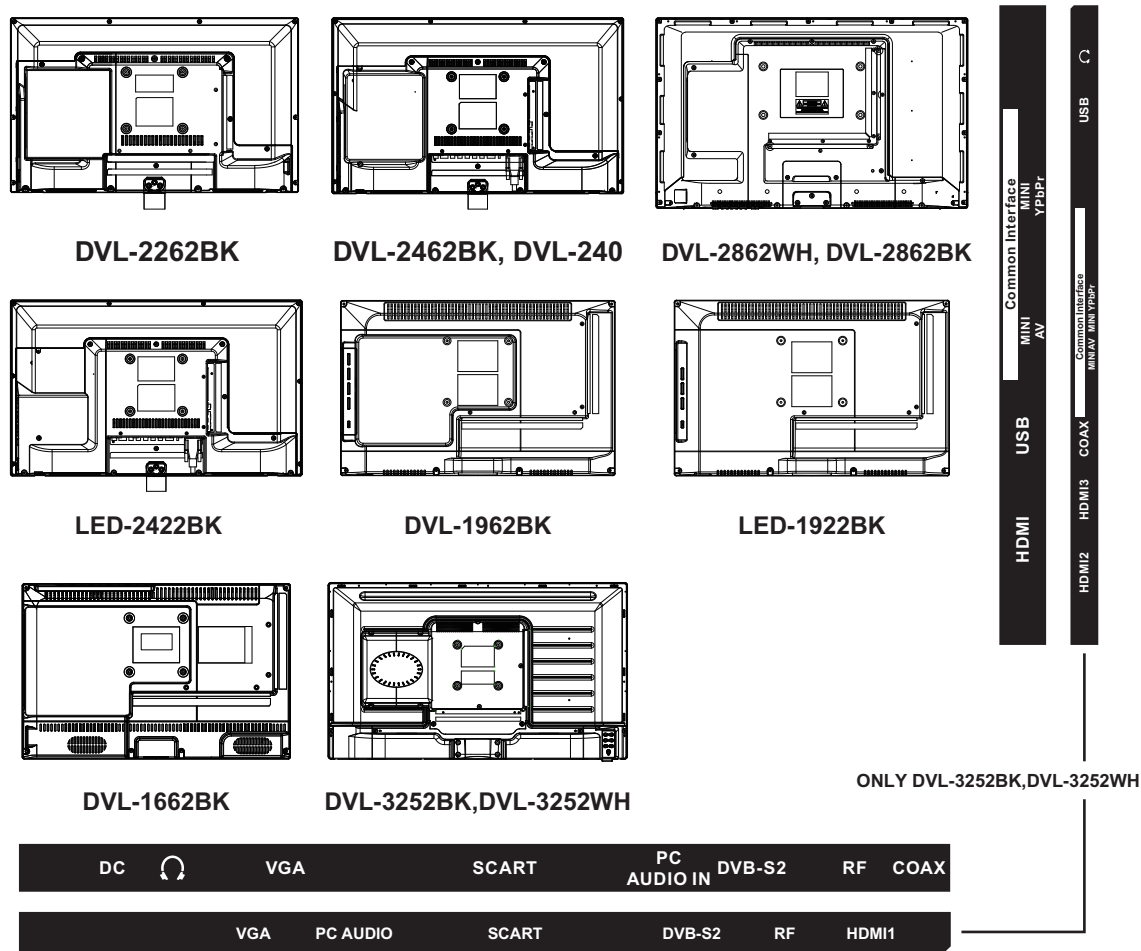 DVL-2262BK
DVL-2462BK, DVL-240
DVL-2862WH, DVL-2862BK
LED-2422BK
DVL-1962BK
LED-1922BK
DVL-1662BK
DVL-3252BK,DVL-3252WH
HDMI
USB
MINI
AV
Common Interface
MINI
YPbPr
HDMI2
HDMI3
COAX
Common Interface
MINI AV MINI YPbPr
USB
ONLY DVL-3252BK,DVL-3252WH
DC
VGA
SCART
PC
AUDIO IN
DVB-S2
RF
COAX
VGA
PC AUDIO
SCART
DVB-S2
RF
HDMI1